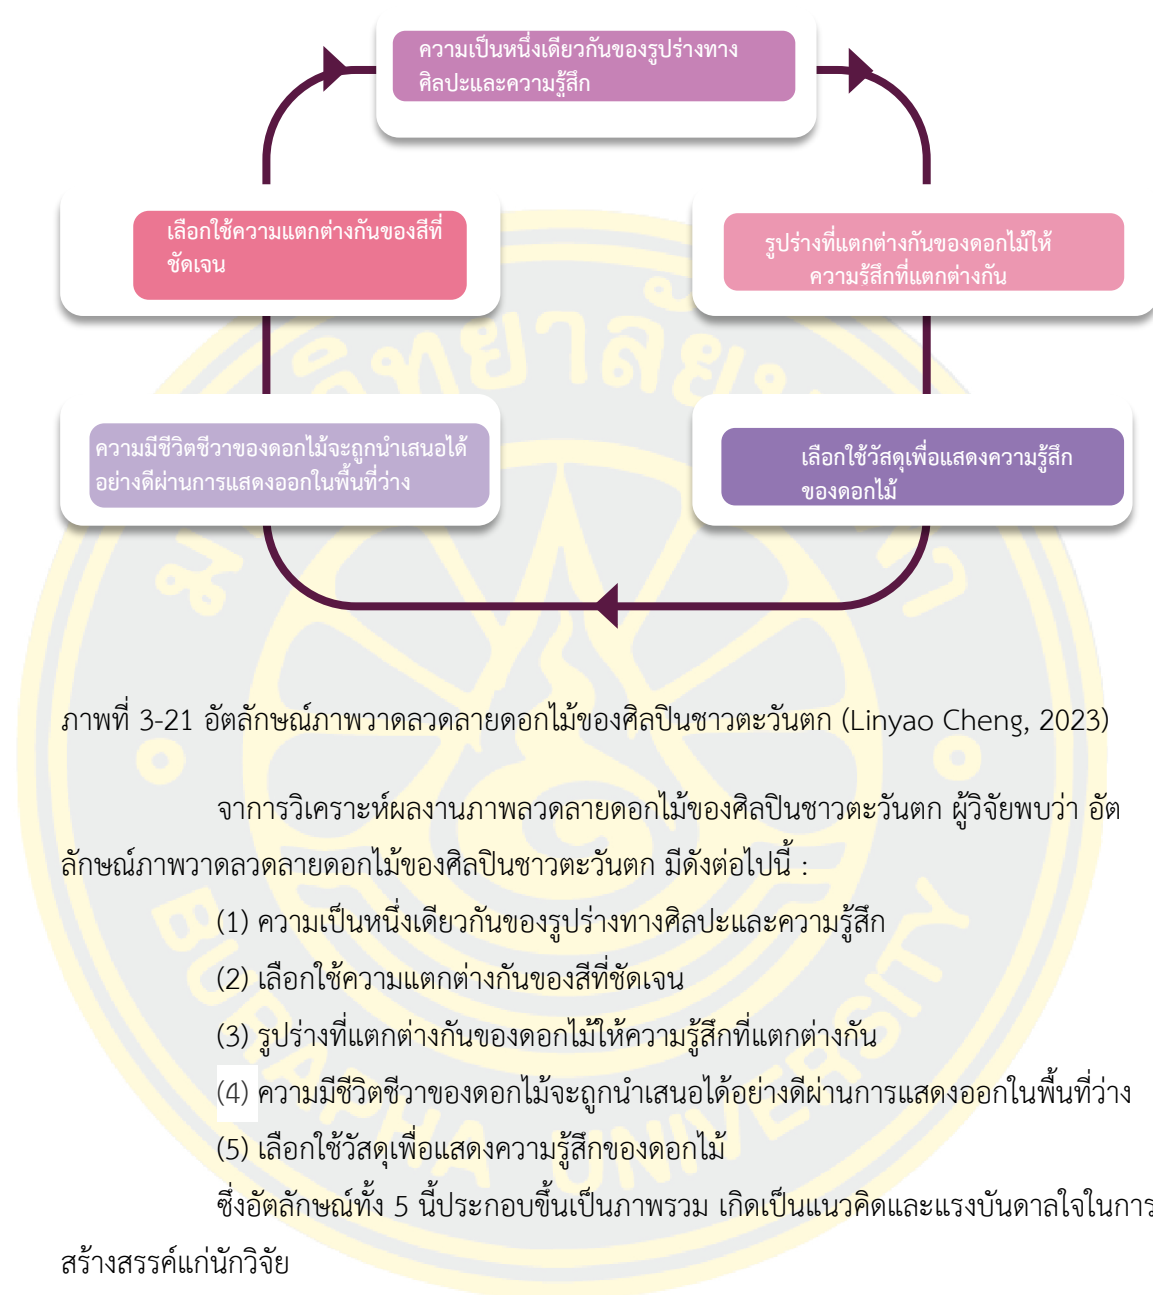 ความเป็นหนึ่งเดียวกันของรูปร่างทาง
ศิลปะและความรู้สึก
เลือกใช้ความแตกต่างกันของสีที่
ชัดเจน
รูปร่างที่แตกต่างกันของดอกไม้ให้
ความรู้สึกที่แตกต่างกัน
ความมีชีวิตชีวาของดอกไม้จะถูกนำเสนอได้
อย่างดีผ่านการแสดงออกในพื้นที่ว่าง
เลือกใช้วัสดุเพื่อแสดงความรู้สึก
ของดอกไม้
ภาพที่ 3-21 อัตลักษณ์ภาพวาดลวดลายดอกไม้ของศิลปินชาวตะวันตก (Linyao Cheng, 2023)
จาการวิเคราะห์ผลงานภาพลวดลายดอกไม้ของศิลปินชาวตะวันตก ผู้วิจัยพบว่า อัต
ลักษณ์ภาพวาดลวดลายดอกไม้ของศิลปินชาวตะวันตก มีดังต่อไปนี้ :
(1) ความเป็นหนึ่งเดียวกันของรูปร่างทางศิลปะและความรู้สึก
(2) เลือกใช้ความแตกต่างกันของสีที่ชัดเจน
(3) รูปร่างที่แตกต่างกันของดอกไม้ให้ความรู้สึกที่แตกต่างกัน
(4) ความมีชีวิตชีวาของดอกไม้จะถูกนำเสนอได้อย่างดีผ่านการแสดงออกในพื้นที่ว่าง
(5) เลือกใช้วัสดุเพื่อแสดงความรู้สึกของดอกไม้
ซึ่งอัตลักษณ์ทั้ง 5 นี้ประกอบขึ้นเป็นภาพรวม เกิดเป็นแนวคิดและแรงบันดาลใจในการ
สร้างสรรค์แก่นักวิจัย
BURAPHA UNIVERSITY